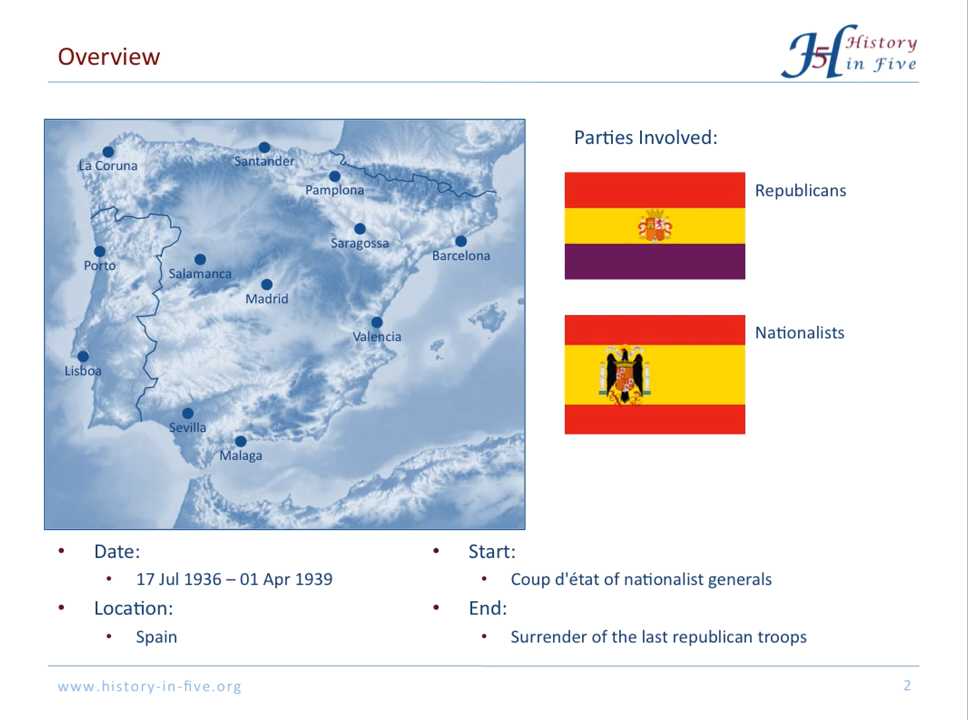 Overview
History
in Five
Parties Involved:
La Coruna
Santander
Pamplona
Republicans
Saragossa
Barcelona
Porto
Salamanca
Madrid
Nationalists
Valencia
Lisboa
Sevilla
Malaga
• Date:
• 17 Jul 1936 – 01 Apr 1939
• Location:
• Spain
• Start:
• Coup d'état of nationalist generals
• End:
• Surrender of the last republican troops
www.history-in-five.org
2